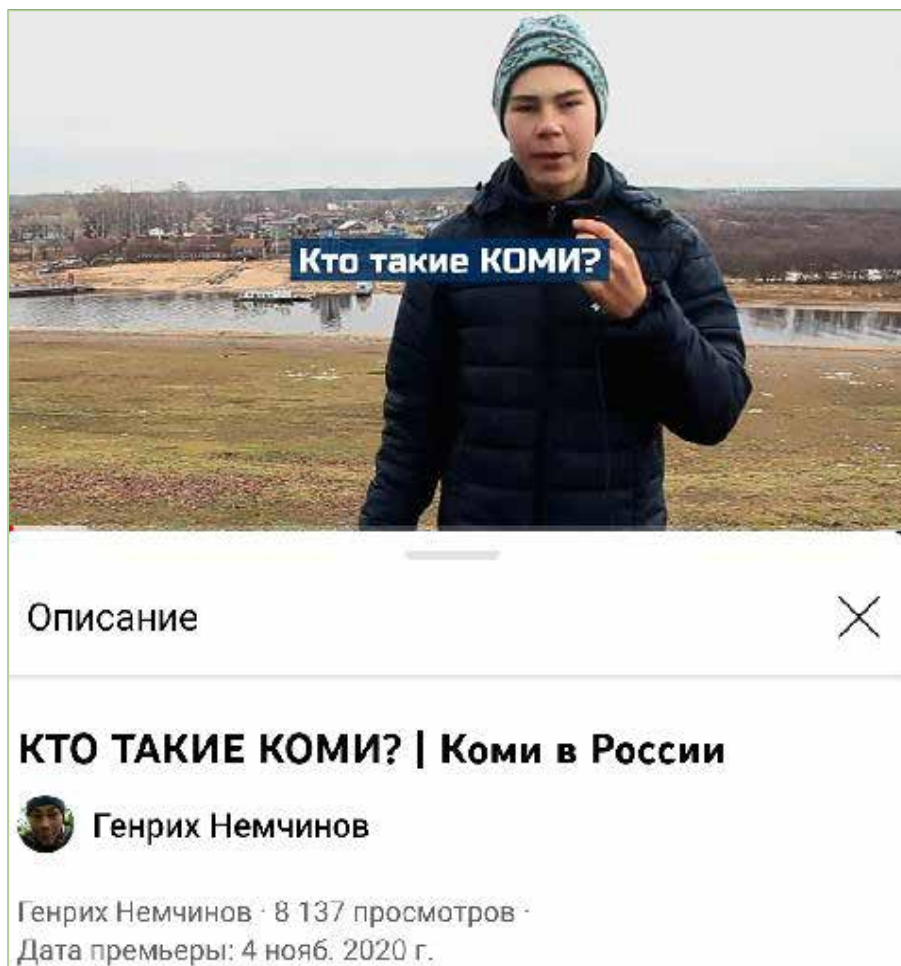 Кто такие КОМИ?
Описание
КТО ТАКИЕ КОМИ? | Коми в России
Генрих Немчинов
Генрих Немчинов · 8 137 просмотров ·
Дата премьеры: 4 нояб. 2020 г.